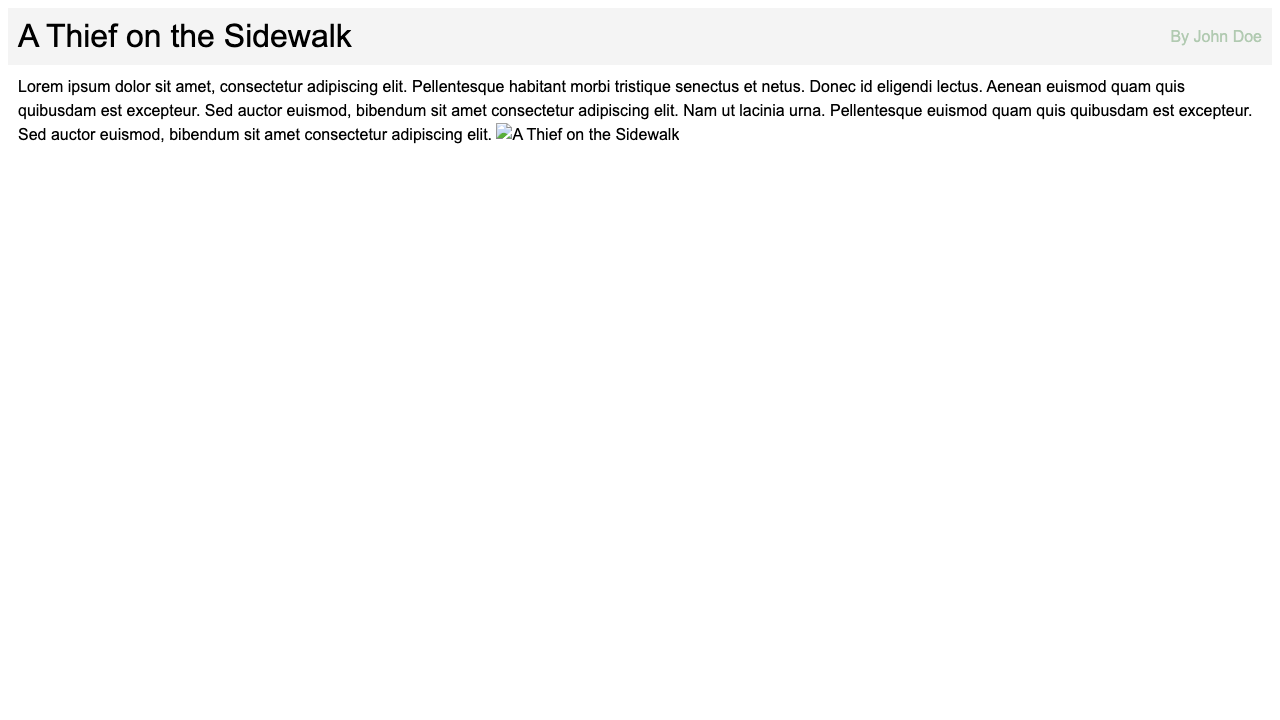 A Thief on the Sidewalk
By John Doe
Lorem ipsum dolor sit amet, consectetur adipiscing elit. Pellentesque habitant morbi tristique senectus et netus. Donec id eligendi lectus. Aenean euismod quam quis
quibusdam est excepteur. Sed auctor euismod, bibendum sit amet consectetur adipiscing elit. Nam ut lacinia urna. Pellentesque euismod quam quis quibusdam est excepteur.
Sed auctor euismod, bibendum sit amet consectetur adipiscing elit. A Thief on the Sidewalk